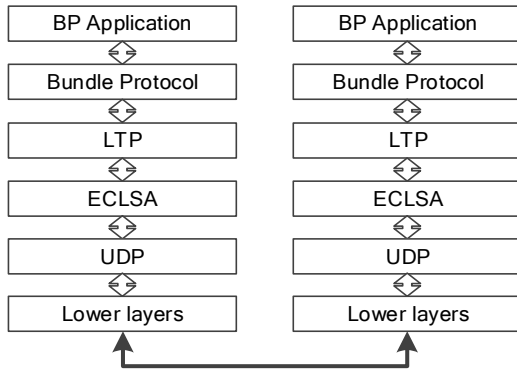 BP Application
Bundle Protocol
LTP
ECLSA
UDP
Lower layers
BP Application
Bundle Protocol
LTP
ECLSA
UDP
Lower layers